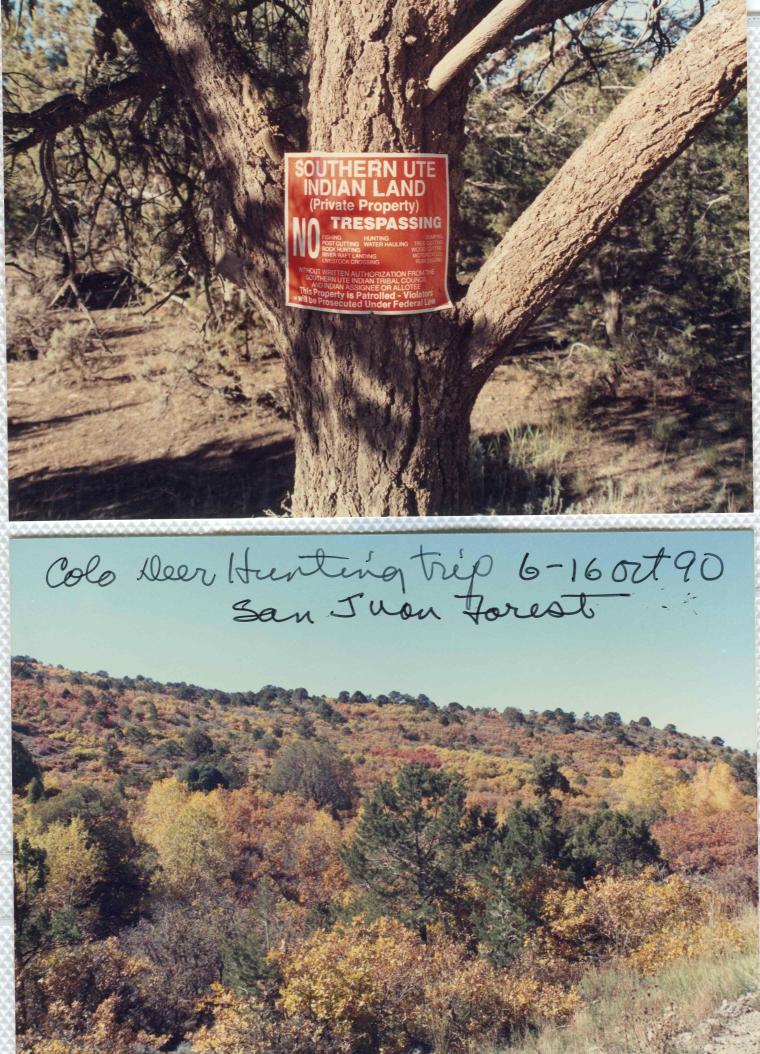 SOUTHERN UTE
INDIAN LAND
(Private Property)
NO TRESPASSING
FISHING HUNTING CAMPING
POST CUTTING WATER HAULING TREE CUTTING
ROCK HUNTING WOOD CUTTING
RIVER RAFT LANDING MOTORCYCLES
LIVESTOCK CROSSING
WITHOUT WRITTEN AUTHORIZATION FROM THE
SOUTHERN UTE INDIAN TRIBAL COUNCIL
AND INDIAN ASSIGNEE OR ALLOTEE
This Property is Patrolled - Violators
will be Prosecuted Under Federal Law
Colo Deer Hunting trip 6-16 Oct 90
San Juan Forest